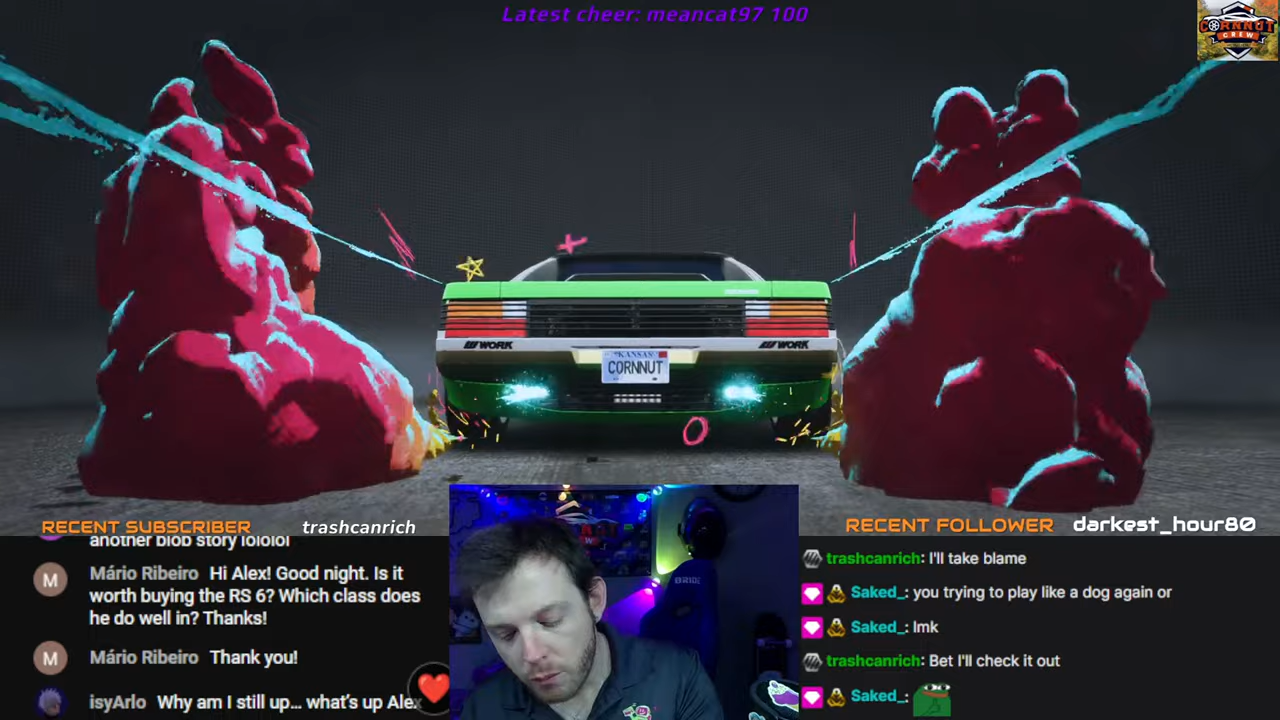 Latest cheer: meancat97 100
CORNNUT
CREW
WORK
WORK
KANSAS
CORNNUT
RECENT SUBSCRIBER trashcanrich
RECENT FOLLOWER darkest_hour80
another blob story lololol
M Mário Ribeiro Hi Alex! Good night. Is it
worth buying the RS 6? Which class does
he do well in? Thanks!
M Mário Ribeiro Thank you!
isyArlo Why am I still up... what's up Alex
BRIDE
trashcanrich: I'll take blame
Saked_: you trying to play like a dog again or
Saked_: lmk
trashcanrich: Bet I'll check it out
Saked_: